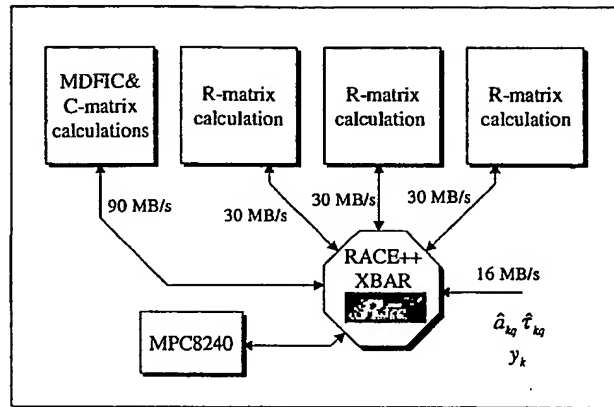 MDFIC&
C-matrix
calculations
R-matrix
calculation
R-matrix
calculation
R-matrix
calculation
90 MB/s
30 MB/s
30 MB/s
30 MB/s
RACE++
XBAR
16 MB/s
MPC8240
â_kq τ̂_kq
y_k